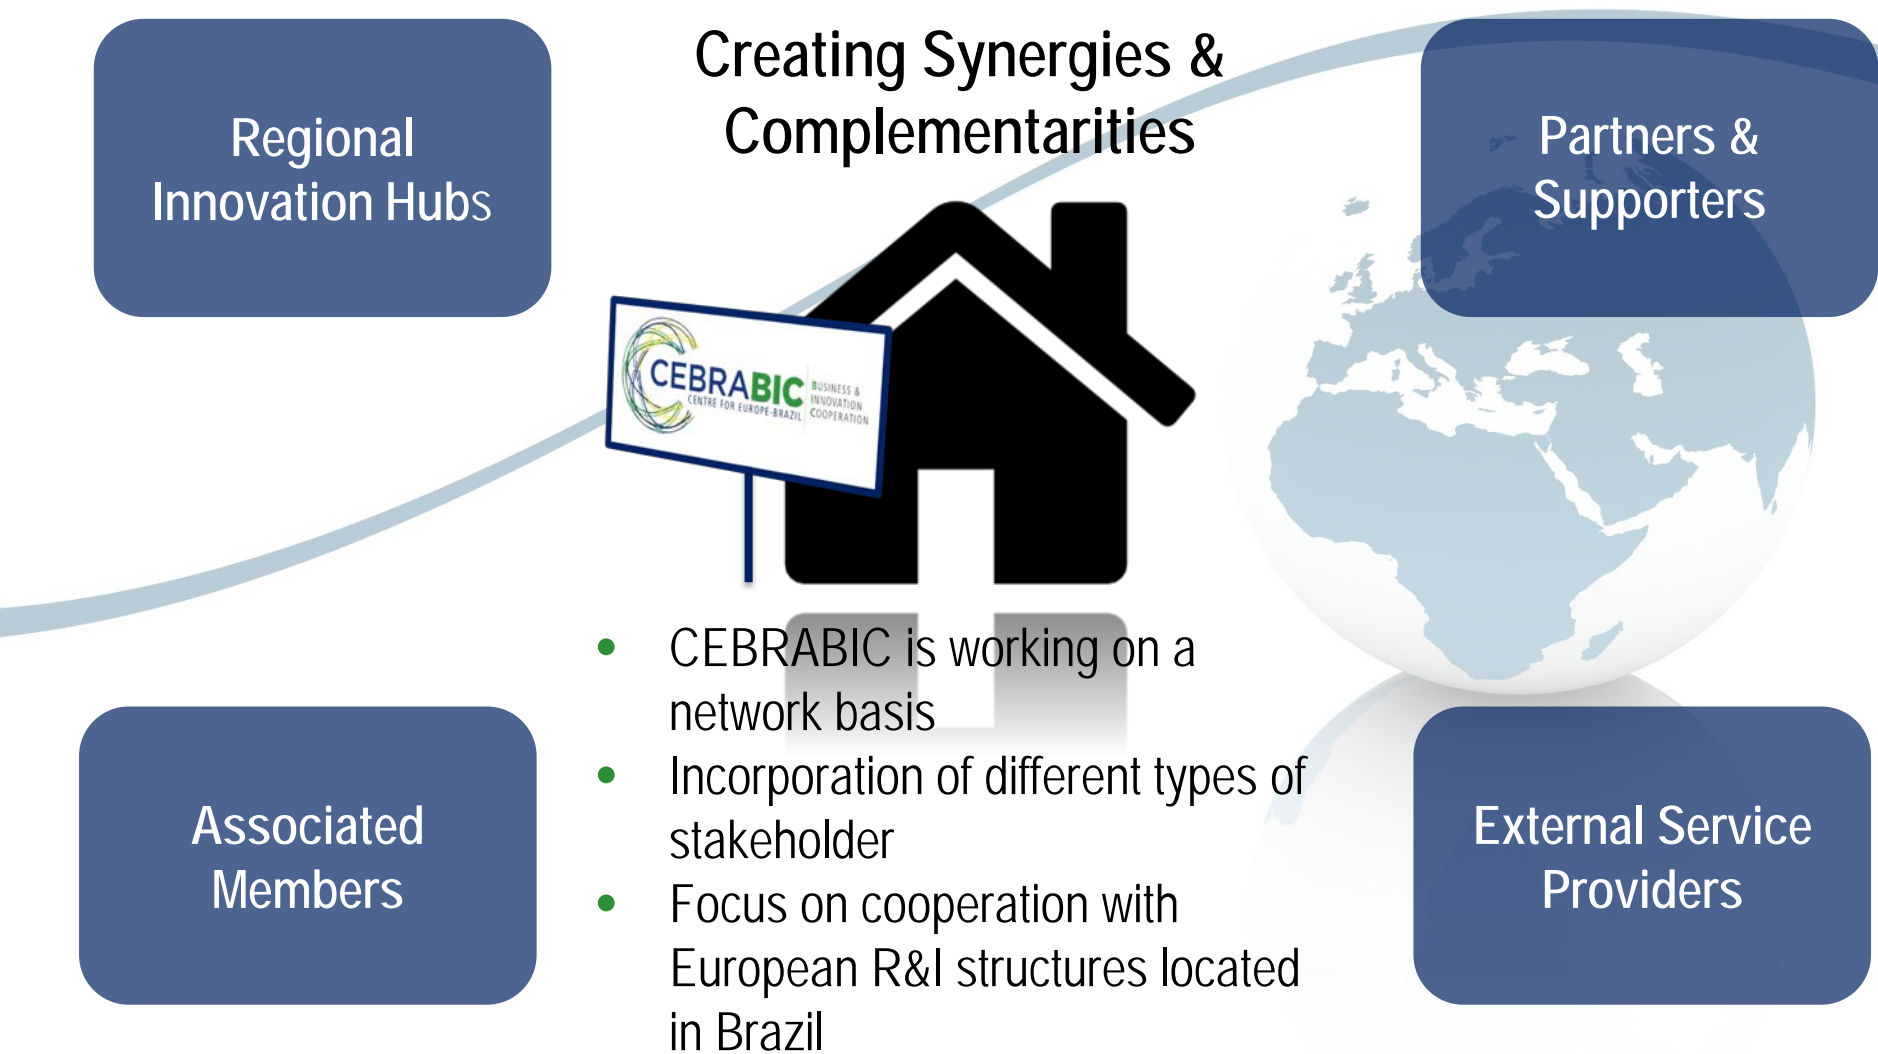 Creating Synergies &
Complementarities
Regional
Innovation Hubs
Partners &
Supporters
CEBRABIC
CENTRE FOR EUROPE-BRAZIL
BUSINESS &
INNOVATION
COOPERATION
• CEBRABIC is working on a
network basis
• Incorporation of different types of
stakeholder
• Focus on cooperation with
European R&I structures located
in Brazil
Associated
Members
External Service
Providers